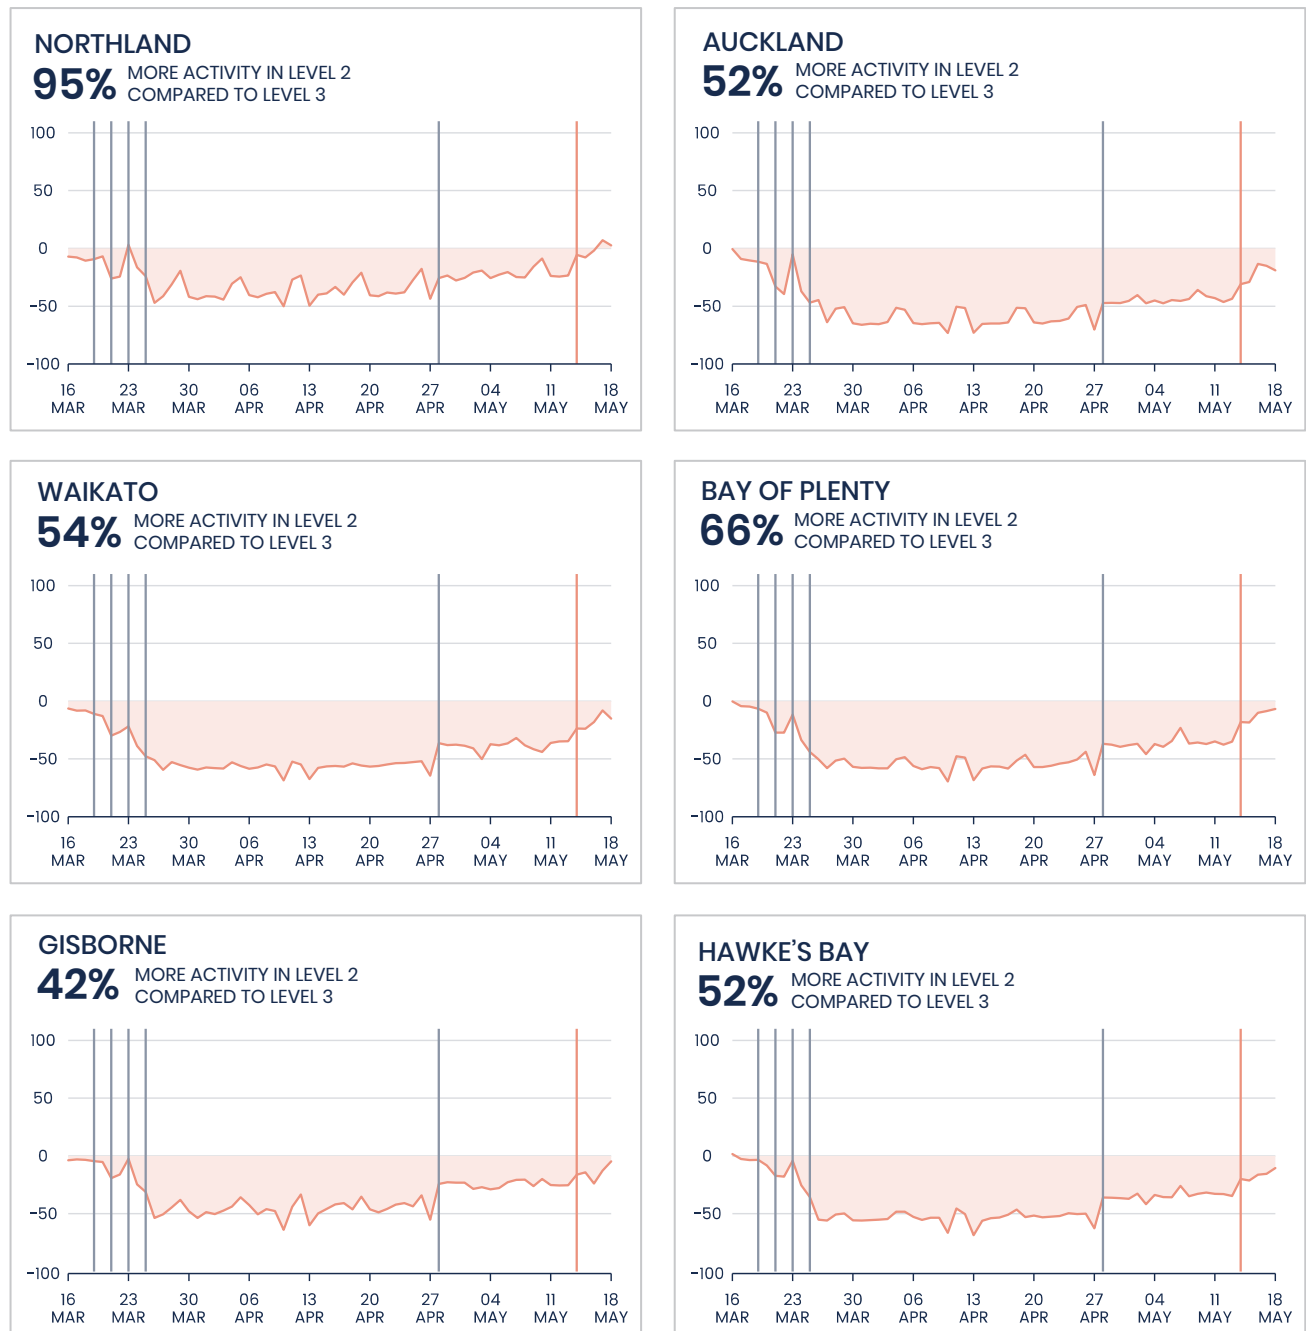 NORTHLAND
95% MORE ACTIVITY IN LEVEL 2
COMPARED TO LEVEL 3
100
50
0
−50
−100
16 23 30 06 13 20 27 04 11 18
MAR MAR MAR APR APR APR APR MAY MAY MAY
AUCKLAND
52% MORE ACTIVITY IN LEVEL 2
COMPARED TO LEVEL 3
100
50
0
−50
−100
16 23 30 06 13 20 27 04 11 18
MAR MAR MAR APR APR APR APR MAY MAY MAY
WAIKATO
54% MORE ACTIVITY IN LEVEL 2
COMPARED TO LEVEL 3
100
50
0
−50
−100
16 23 30 06 13 20 27 04 11 18
MAR MAR MAR APR APR APR APR MAY MAY MAY
BAY OF PLENTY
66% MORE ACTIVITY IN LEVEL 2
COMPARED TO LEVEL 3
100
50
0
−50
−100
16 23 30 06 13 20 27 04 11 18
MAR MAR MAR APR APR APR APR MAY MAY MAY
GISBORNE
42% MORE ACTIVITY IN LEVEL 2
COMPARED TO LEVEL 3
100
50
0
−50
−100
16 23 30 06 13 20 27 04 11 18
MAR MAR MAR APR APR APR APR MAY MAY MAY
HAWKE’S BAY
52% MORE ACTIVITY IN LEVEL 2
COMPARED TO LEVEL 3
100
50
0
−50
−100
16 23 30 06 13 20 27 04 11 18
MAR MAR MAR APR APR APR APR MAY MAY MAY